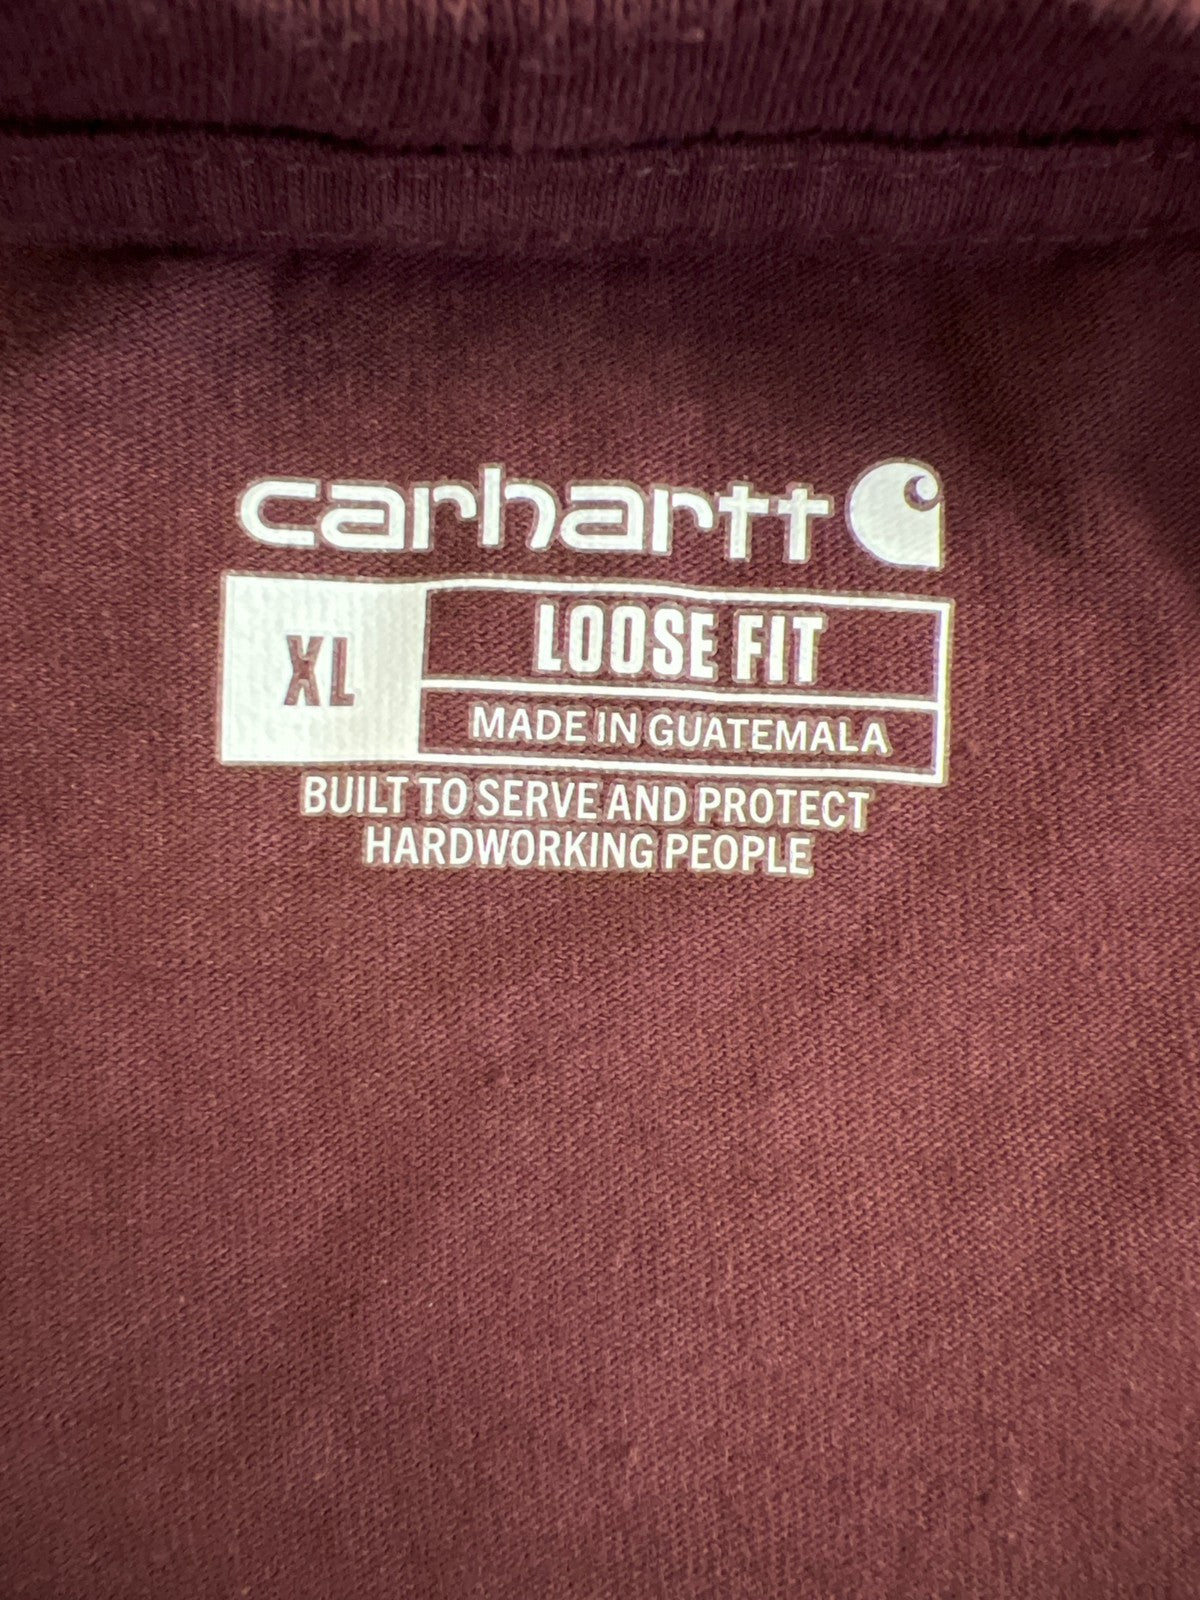 carhartt
XL
LOOSE FIT
MADE IN GUATEMALA
BUILT TO SERVE AND PROTECT
HARDWORKING PEOPLE